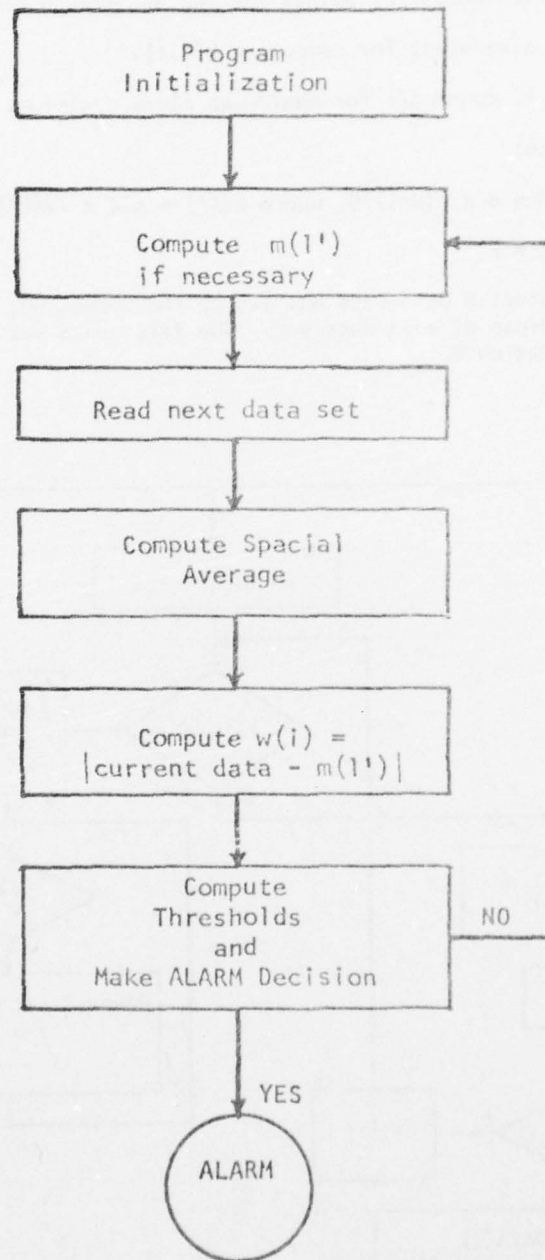 Program
Initialization
Compute m(l')
if necessary
Read next data set
Compute Spacial
Average
Compute w(i) =
|current data - m(l')|
Compute
Thresholds
and
Make ALARM Decision
NO
YES
ALARM